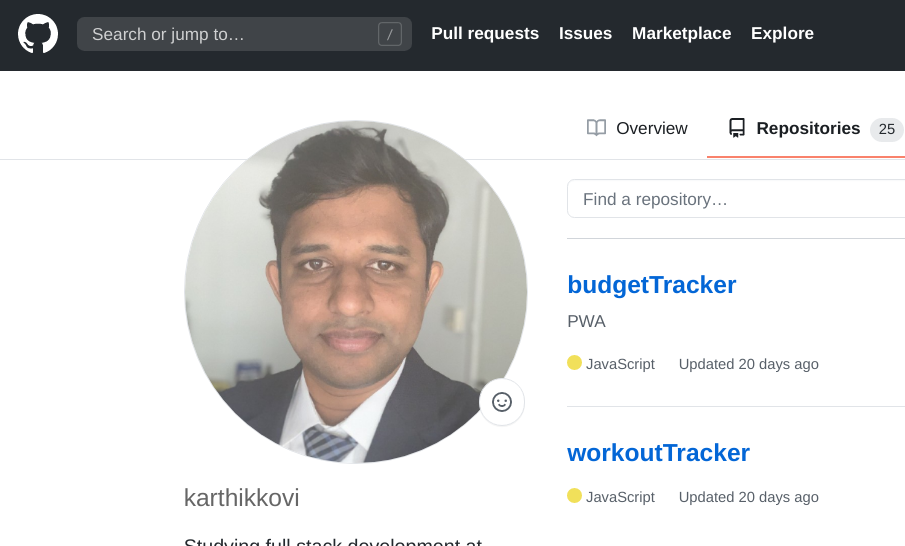 Search or jump to… / Pull requests Issues Marketplace Explore
Overview Repositories 25
Find a repository…
budgetTracker
PWA
JavaScript Updated 20 days ago
workoutTracker
JavaScript Updated 20 days ago
karthikkovi
Studying full stack development at